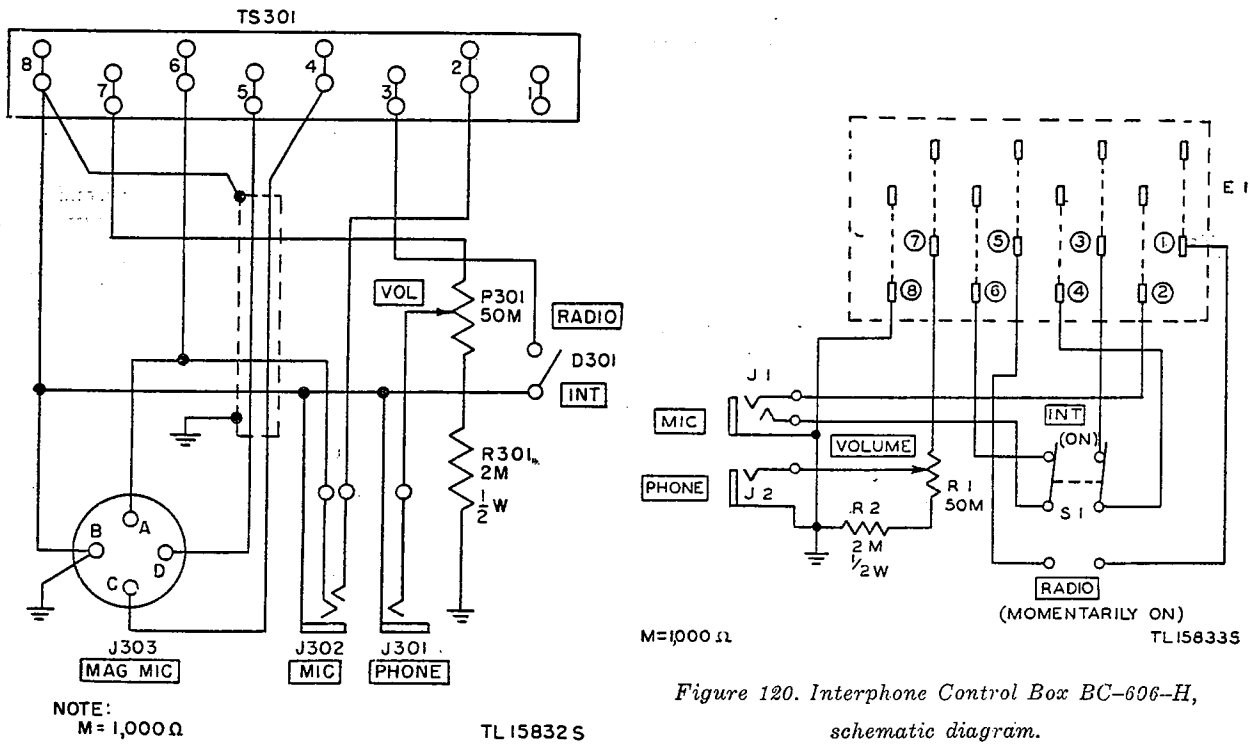 TS301
8
7
6
5
4
3
2
1
VOL
P301
50M
RADIO
D301
INT
R301
2M
1/2 W
A
B
C
D
J303
MAG MIC
J302
MIC
J301
PHONE
NOTE:
M = 1,000 Ω
TL 15832 S
E 1
7
5
3
1
8
6
4
2
J 1
MIC
INT
(ON)
VOLUME
PHONE
J 2
R 1
50M
R 2
2 M
1/2 W
S 1
RADIO
(MOMENTARILY ON)
M=1,000 Ω
TL15833S
Figure 120. Interphone Control Box BC–606–H,
schematic diagram.